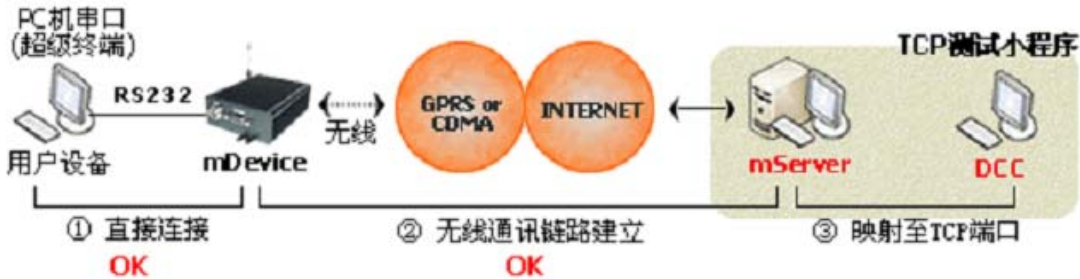 PC机串口
(超级终端)
TCP测试小程序
RS232
GPRS or
CDMA
INTERNET
无线
用户设备
mDevice
mServer
DCC
① 直接连接
② 无线通讯链路建立
③ 映射至TCP端口
OK
OK